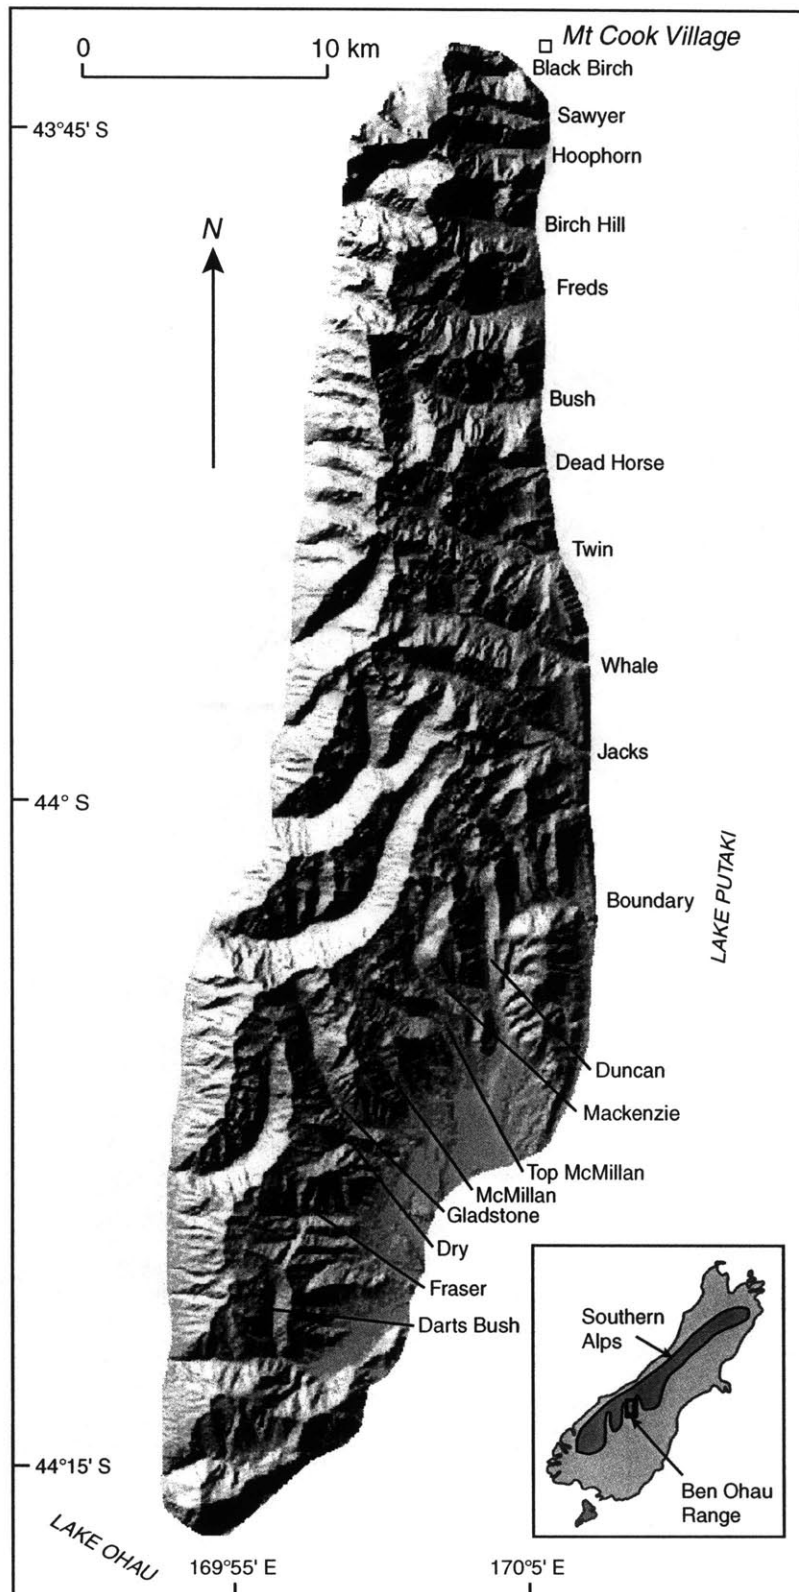 0
10 km
Mt Cook Village
Black Birch
Sawyer
43°45' S
Hoophorn
N
Birch Hill
Freds
Bush
Dead Horse
Twin
Whale
Jacks
44° S
LAKE PUTAKI
Boundary
Duncan
Mackenzie
Top McMillan
McMillan
Gladstone
Dry
Fraser
Darts Bush
Southern
Alps
Ben Ohau
Range
44°15' S
LAKE OHAU
169°55' E
170°5' E